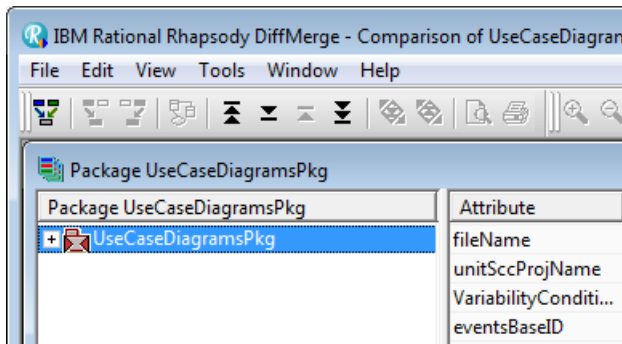 IBM Rational Rhapsody DiffMerge - Comparison of UseCaseDiagram
File Edit View Tools Window Help
Package UseCaseDiagramsPkg
Package UseCaseDiagramsPkg Attribute
UseCaseDiagramsPkg fileName
unitSccProjName
VariabilityConditi...
eventsBaseID